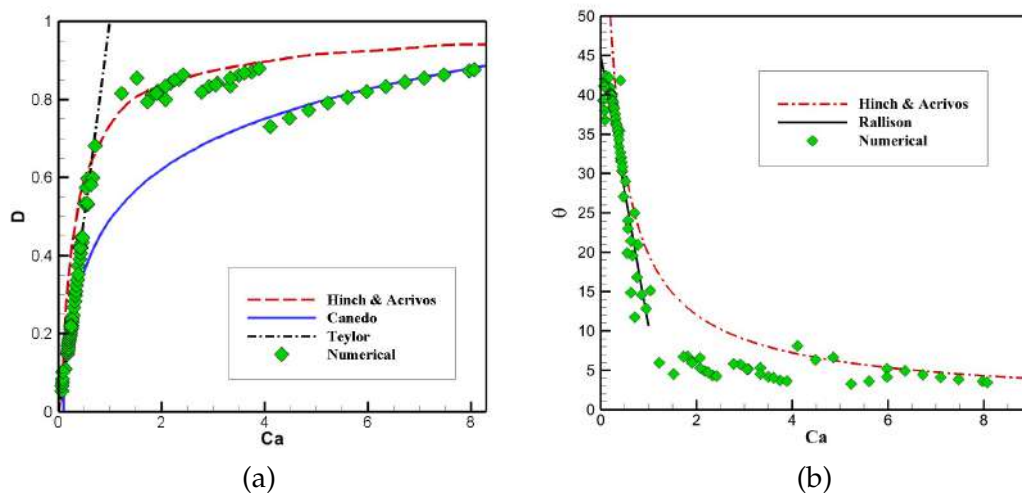 1
0.8
0.6
0.4
0.2
0
D
0 2 4 6 8
Ca
Hinch & Acrivos
Canedo
Teylor
Numerical
(a)
50
45
40
35
30
25
20
15
10
5
0
θ
0 2 4 6 8
Ca
Hinch & Acrivos
Rallison
Numerical
(b)